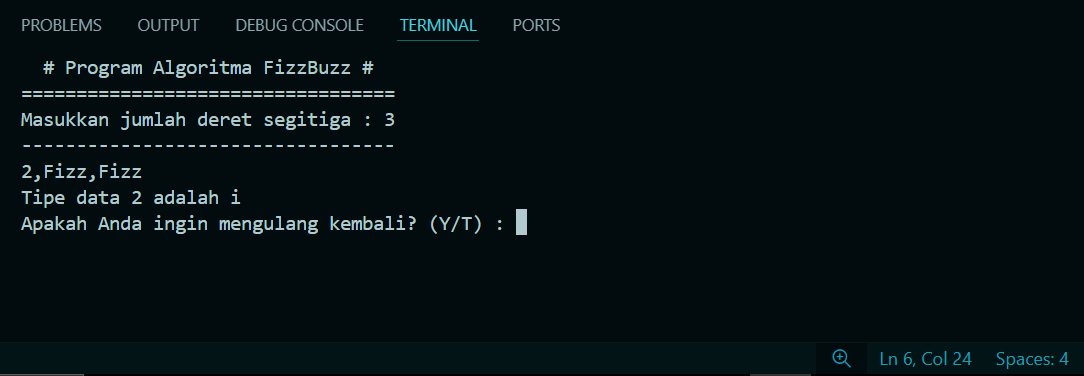 PROBLEMS OUTPUT DEBUG CONSOLE TERMINAL PORTS
# Program Algoritma FizzBuzz #
==================================
Masukkan jumlah deret segitiga : 3
----------------------------------
2,Fizz,Fizz
Tipe data 2 adalah i
Apakah Anda ingin mengulang kembali? (Y/T) :
Ln 6, Col 24 Spaces: 4